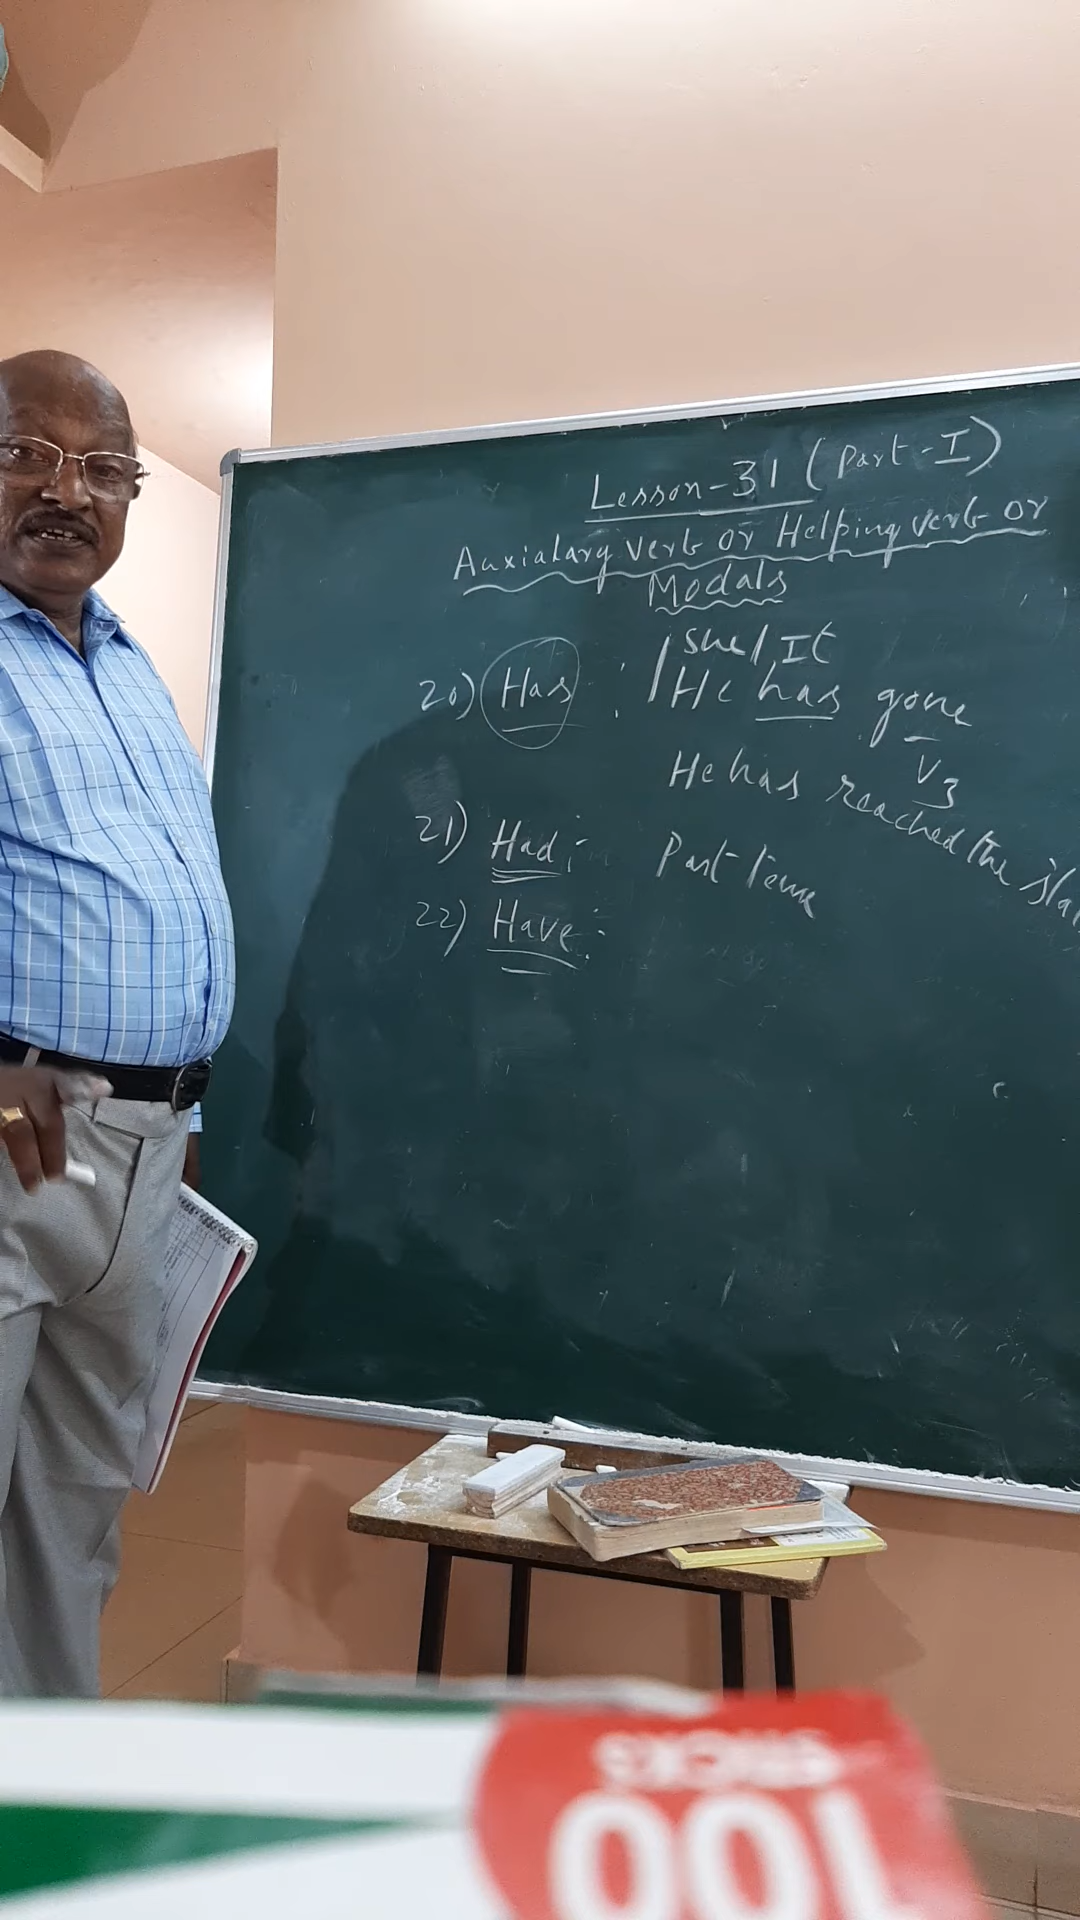 Lesson-31 (Part-I)
Auxialary verb or Helping verb or
Modals
She/ It
20) Has : He has gone
V3
He has reached the
21) Had :- Past Tense
22) Have :-
STICKS
100